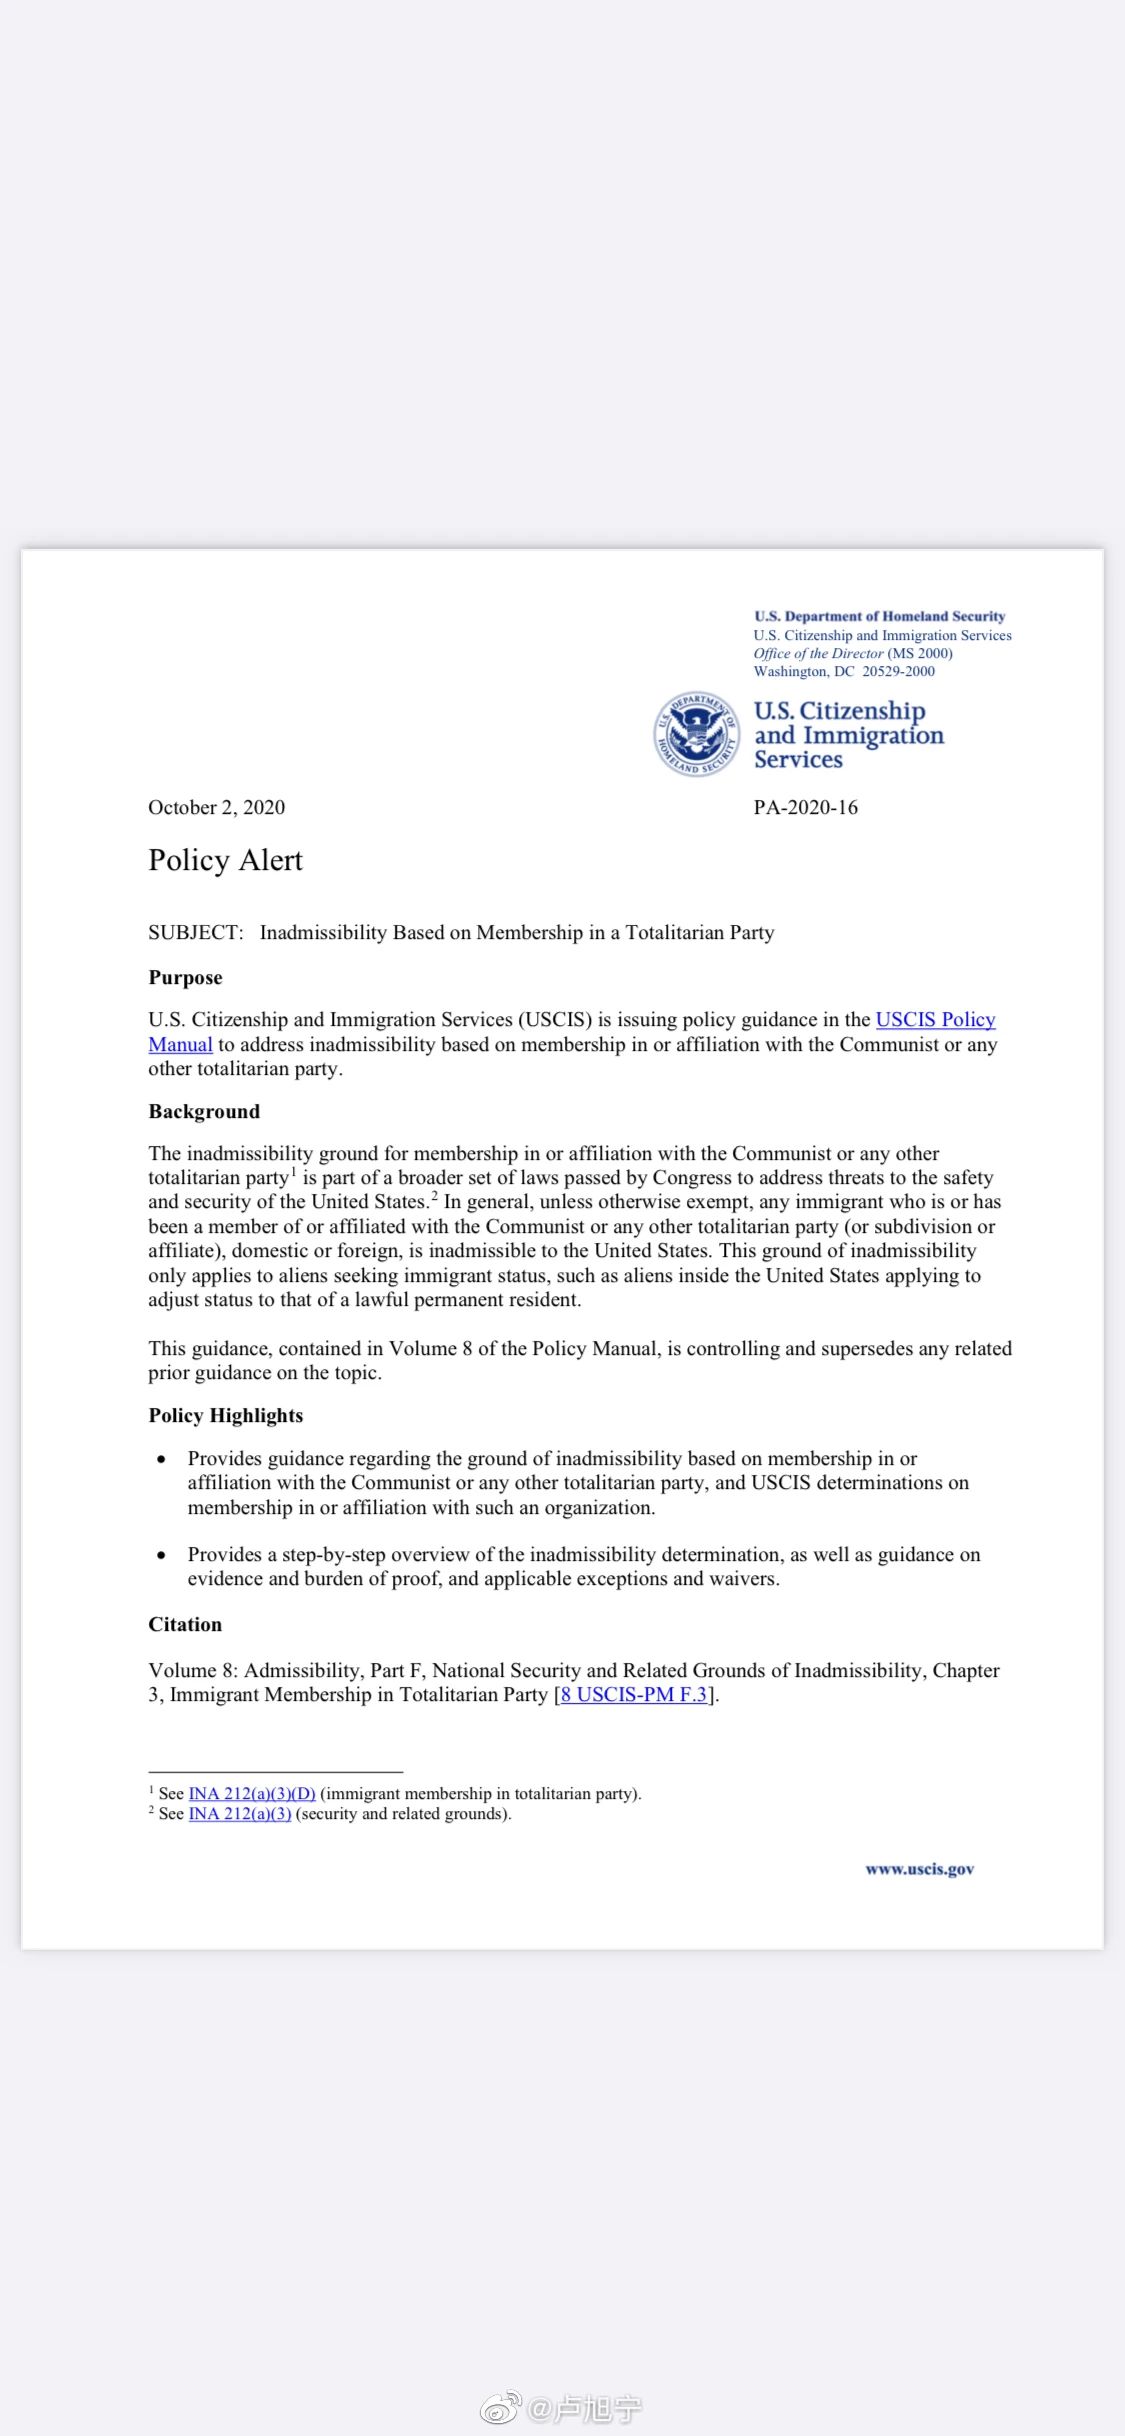 U.S. Department of Homeland Security
U.S. Citizenship and Immigration Services
Office of the Director (MS 2000)
Washington, DC 20529-2000
U.S. DEPARTMENT OF HOMELAND SECURITY
U.S. Citizenship
and Immigration
Services
October 2, 2020 PA-2020-16
Policy Alert
SUBJECT: Inadmissibility Based on Membership in a Totalitarian Party
Purpose
U.S. Citizenship and Immigration Services (USCIS) is issuing policy guidance in the USCIS Policy
Manual to address inadmissibility based on membership in or affiliation with the Communist or any
other totalitarian party.
Background
The inadmissibility ground for membership in or affiliation with the Communist or any other
totalitarian party1 is part of a broader set of laws passed by Congress to address threats to the safety
and security of the United States.2 In general, unless otherwise exempt, any immigrant who is or has
been a member of or affiliated with the Communist or any other totalitarian party (or subdivision or
affiliate), domestic or foreign, is inadmissible to the United States. This ground of inadmissibility
only applies to aliens seeking immigrant status, such as aliens inside the United States applying to
adjust status to that of a lawful permanent resident.
This guidance, contained in Volume 8 of the Policy Manual, is controlling and supersedes any related
prior guidance on the topic.
Policy Highlights
• Provides guidance regarding the ground of inadmissibility based on membership in or
affiliation with the Communist or any other totalitarian party, and USCIS determinations on
membership in or affiliation with such an organization.
• Provides a step-by-step overview of the inadmissibility determination, as well as guidance on
evidence and burden of proof, and applicable exceptions and waivers.
Citation
Volume 8: Admissibility, Part F, National Security and Related Grounds of Inadmissibility, Chapter
3, Immigrant Membership in Totalitarian Party [8 USCIS-PM F.3].
1 See INA 212(a)(3)(D) (immigrant membership in totalitarian party).
2 See INA 212(a)(3) (security and related grounds).
www.uscis.gov
@卢旭宁